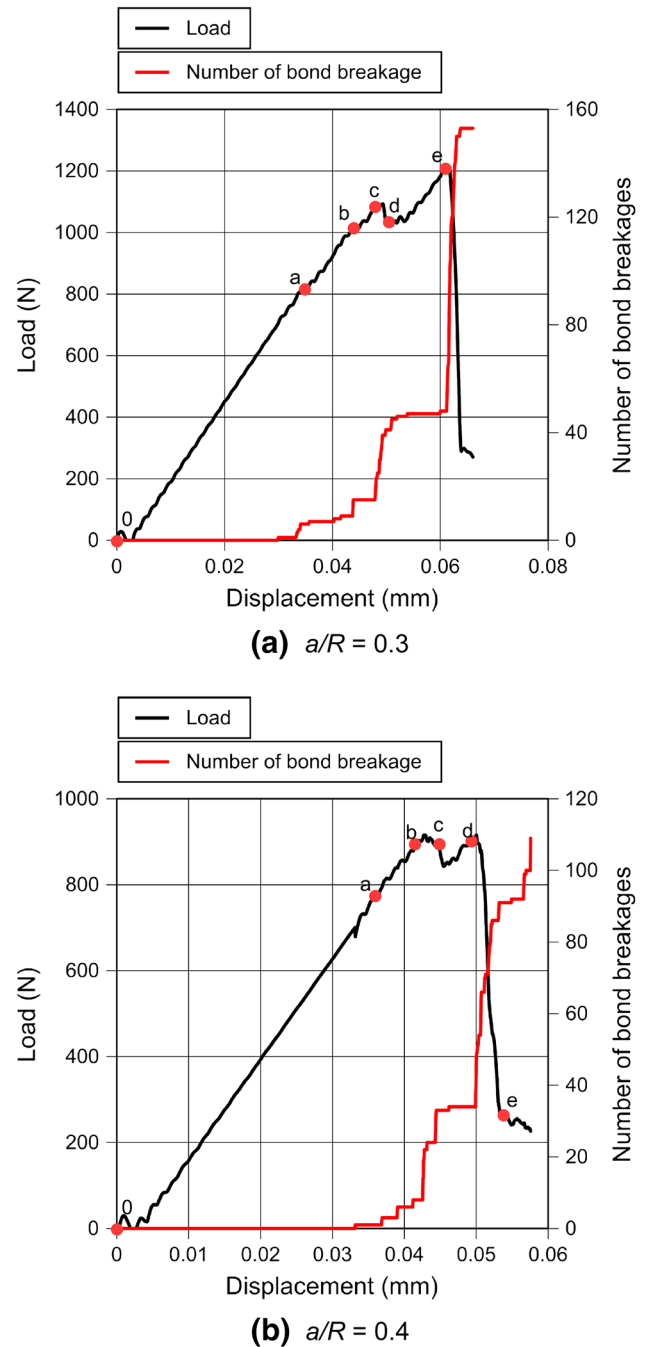 Load
Number of bond breakage
1400
1200
1000
800
600
400
200
0
Load (N)
160
120
80
40
0
Number of bond breakages
0
a
b
c
d
e
0
0.02
0.04
0.06
0.08
Displacement (mm)
(a) a/R = 0.3
Load
Number of bond breakage
1000
800
600
400
200
0
Load (N)
120
100
80
60
40
20
0
Number of bond breakages
0
a
b
c
d
e
0
0.01
0.02
0.03
0.04
0.05
0.06
Displacement (mm)
(b) a/R = 0.4